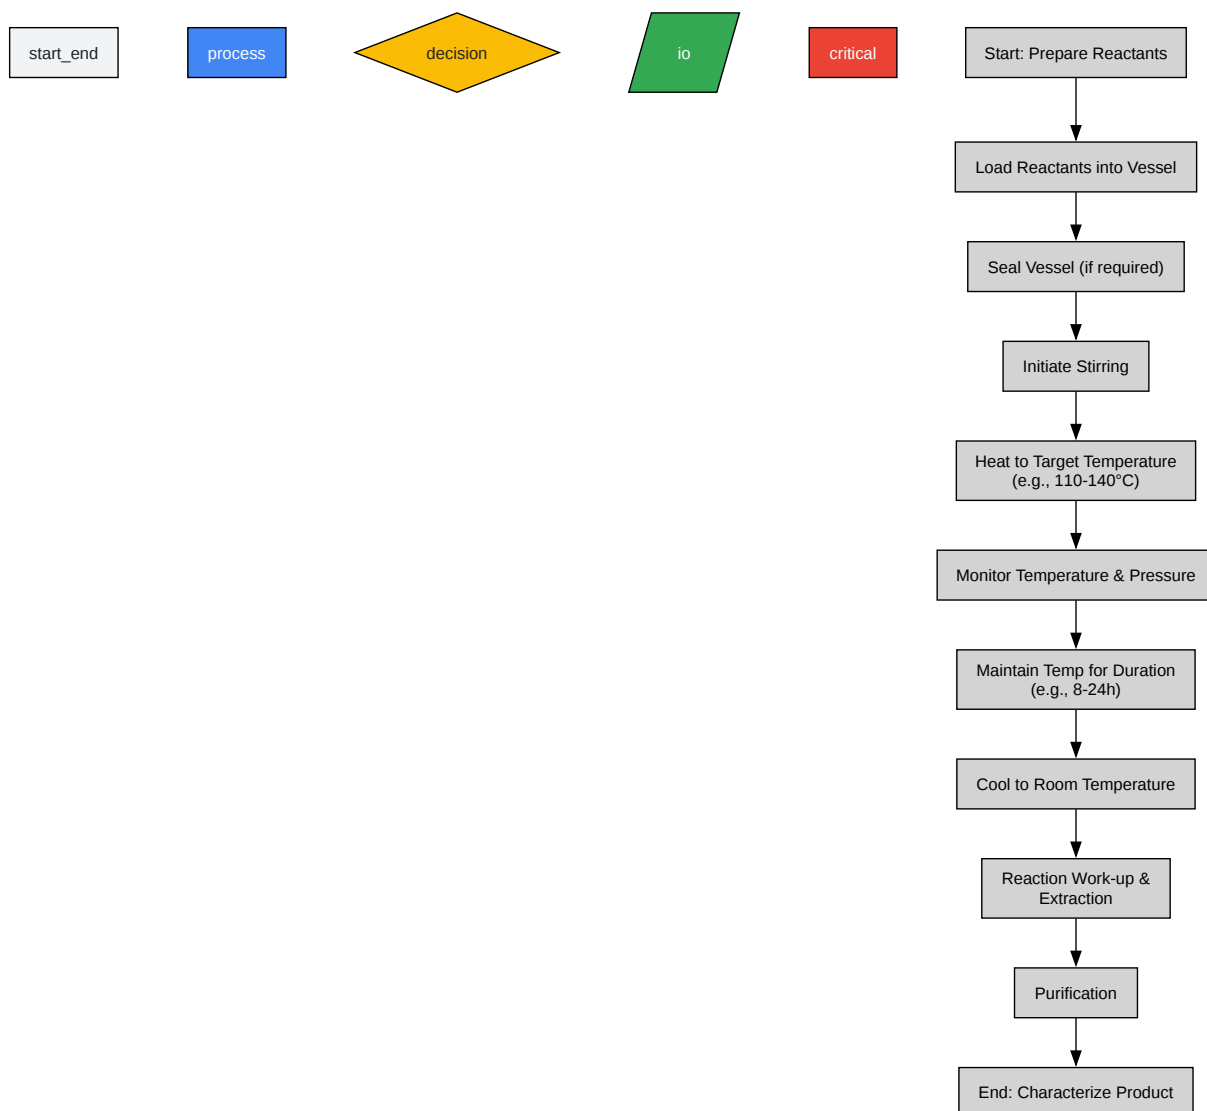 start_end
process
decision
io
critical
Start: Prepare Reactants
Load Reactants into Vessel
Seal Vessel (if required)
Initiate Stirring
Heat to Target Temperature
(e.g., 110-140°C)
Monitor Temperature & Pressure
Maintain Temp for Duration
(e.g., 8-24h)
Cool to Room Temperature
Reaction Work-up &
Extraction
Purification
End: Characterize Product